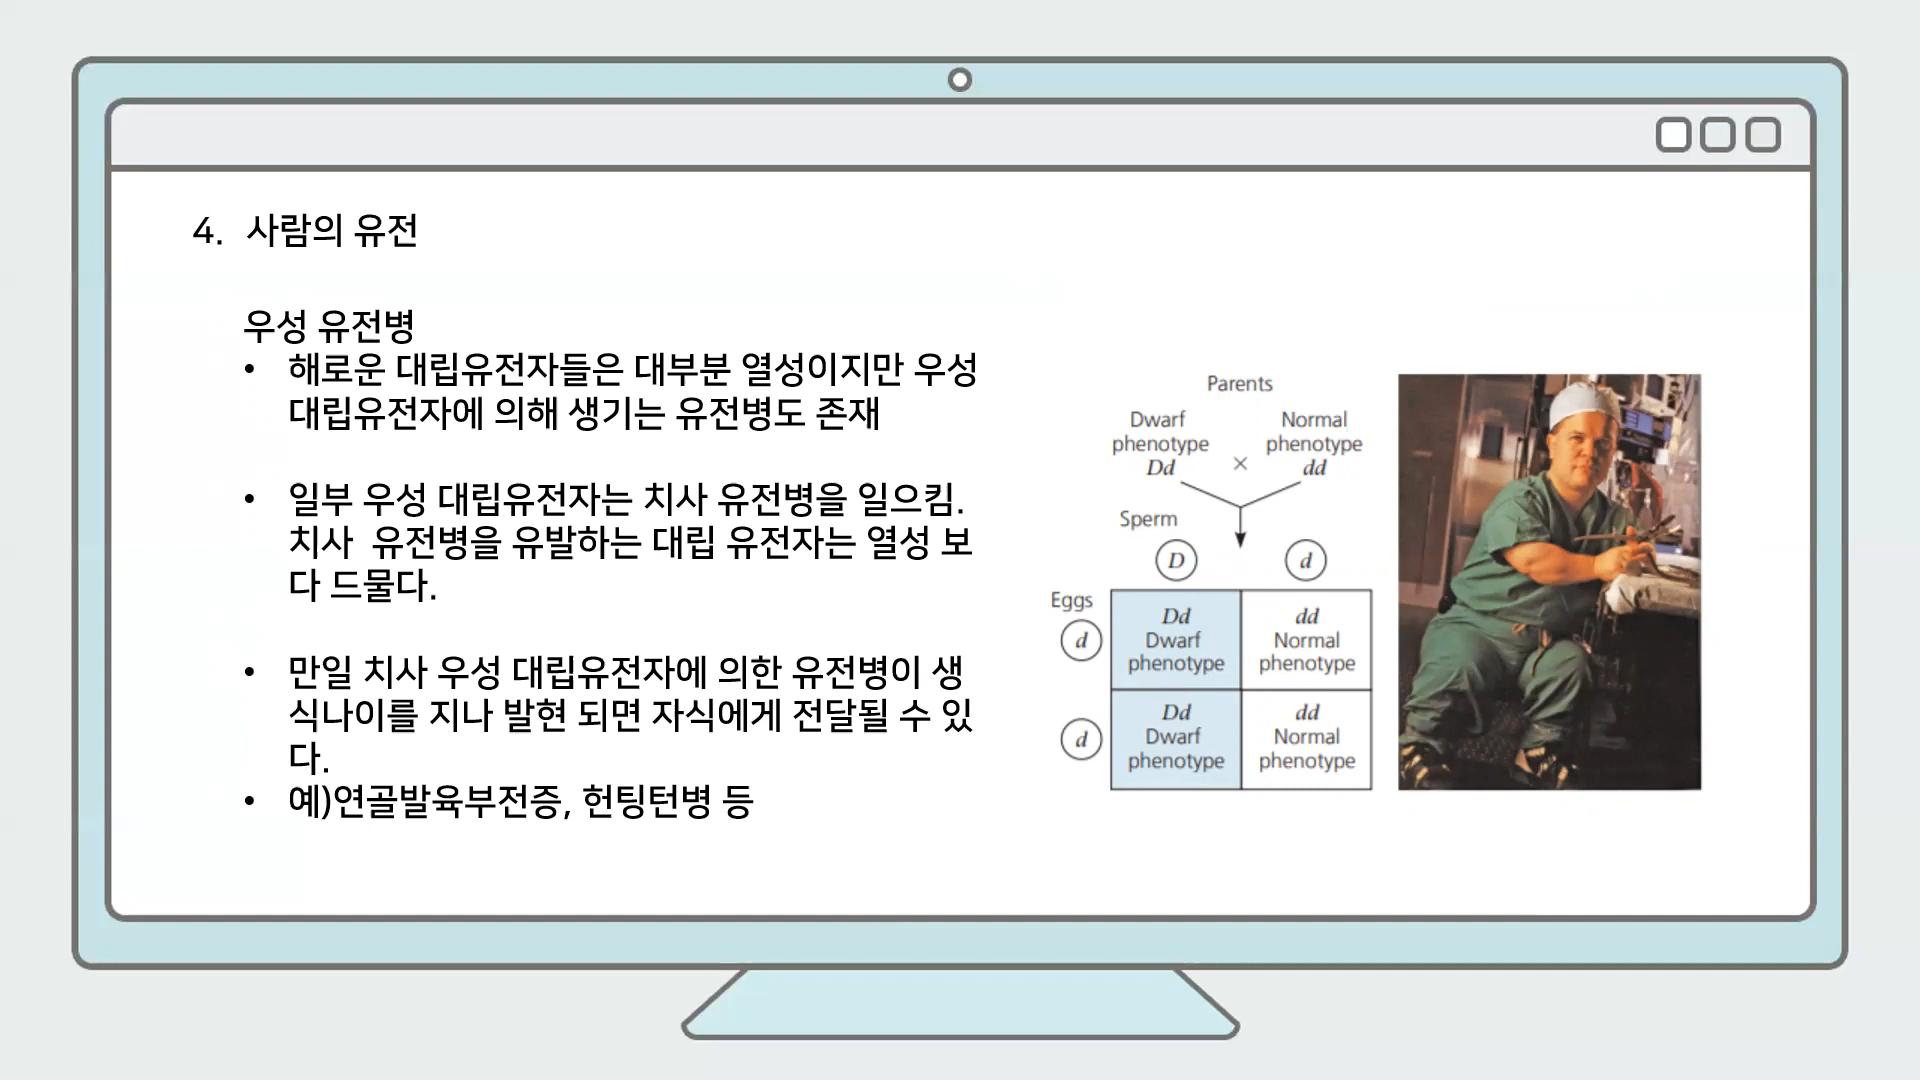 4. 사람의 유전
우성 유전병
• 해로운 대립유전자들은 대부분 열성이지만 우성
대립유전자에 의해 생기는 유전병도 존재
• 일부 우성 대립유전자는 치사 유전병을 일으킴.
치사 유전병을 유발하는 대립 유전자는 열성 보
다 드물다.
• 만일 치사 우성 대립유전자에 의한 유전병이 생
식나이를 지나 발현 되면 자식에게 전달될 수 있
다.
• 예)연골발육부전증, 헌팅턴병 등
Parents
Dwarf Normal
phenotype phenotype
Dd × dd
Sperm
D d
Eggs
d
Dd dd
Dwarf Normal
phenotype phenotype
d
Dd dd
Dwarf Normal
phenotype phenotype